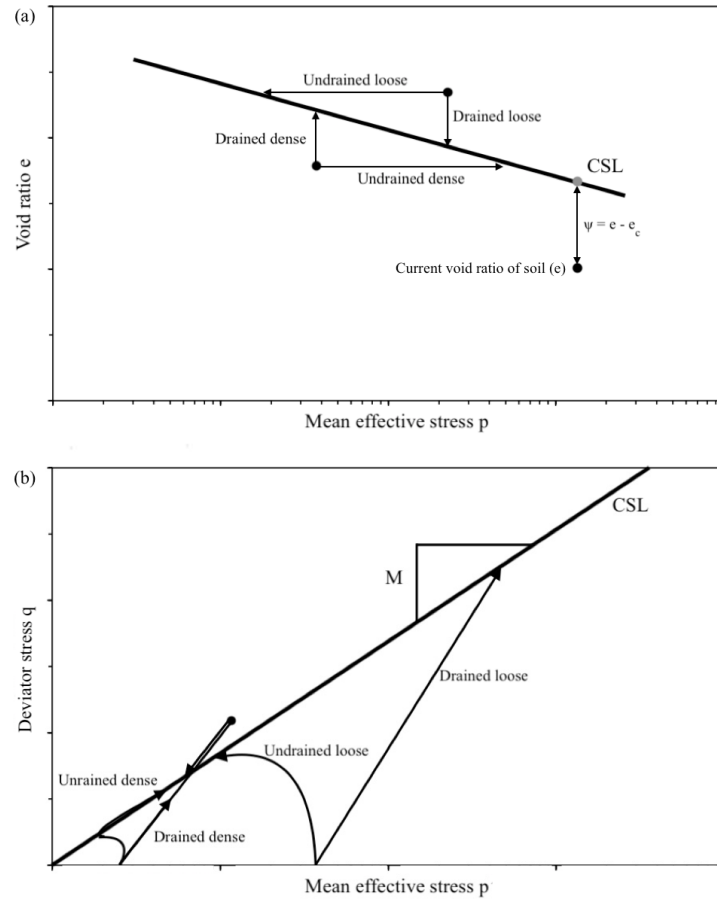 (a)
Void ratio e
Undrained loose
Drained loose
Drained dense
Undrained dense
CSL
ψ = e - e_c
Current void ratio of soil (e)
Mean effective stress p
(b)
Deviator stress q
CSL
M
Drained loose
Undrained loose
Unrained dense
Drained dense
Mean effective stress p